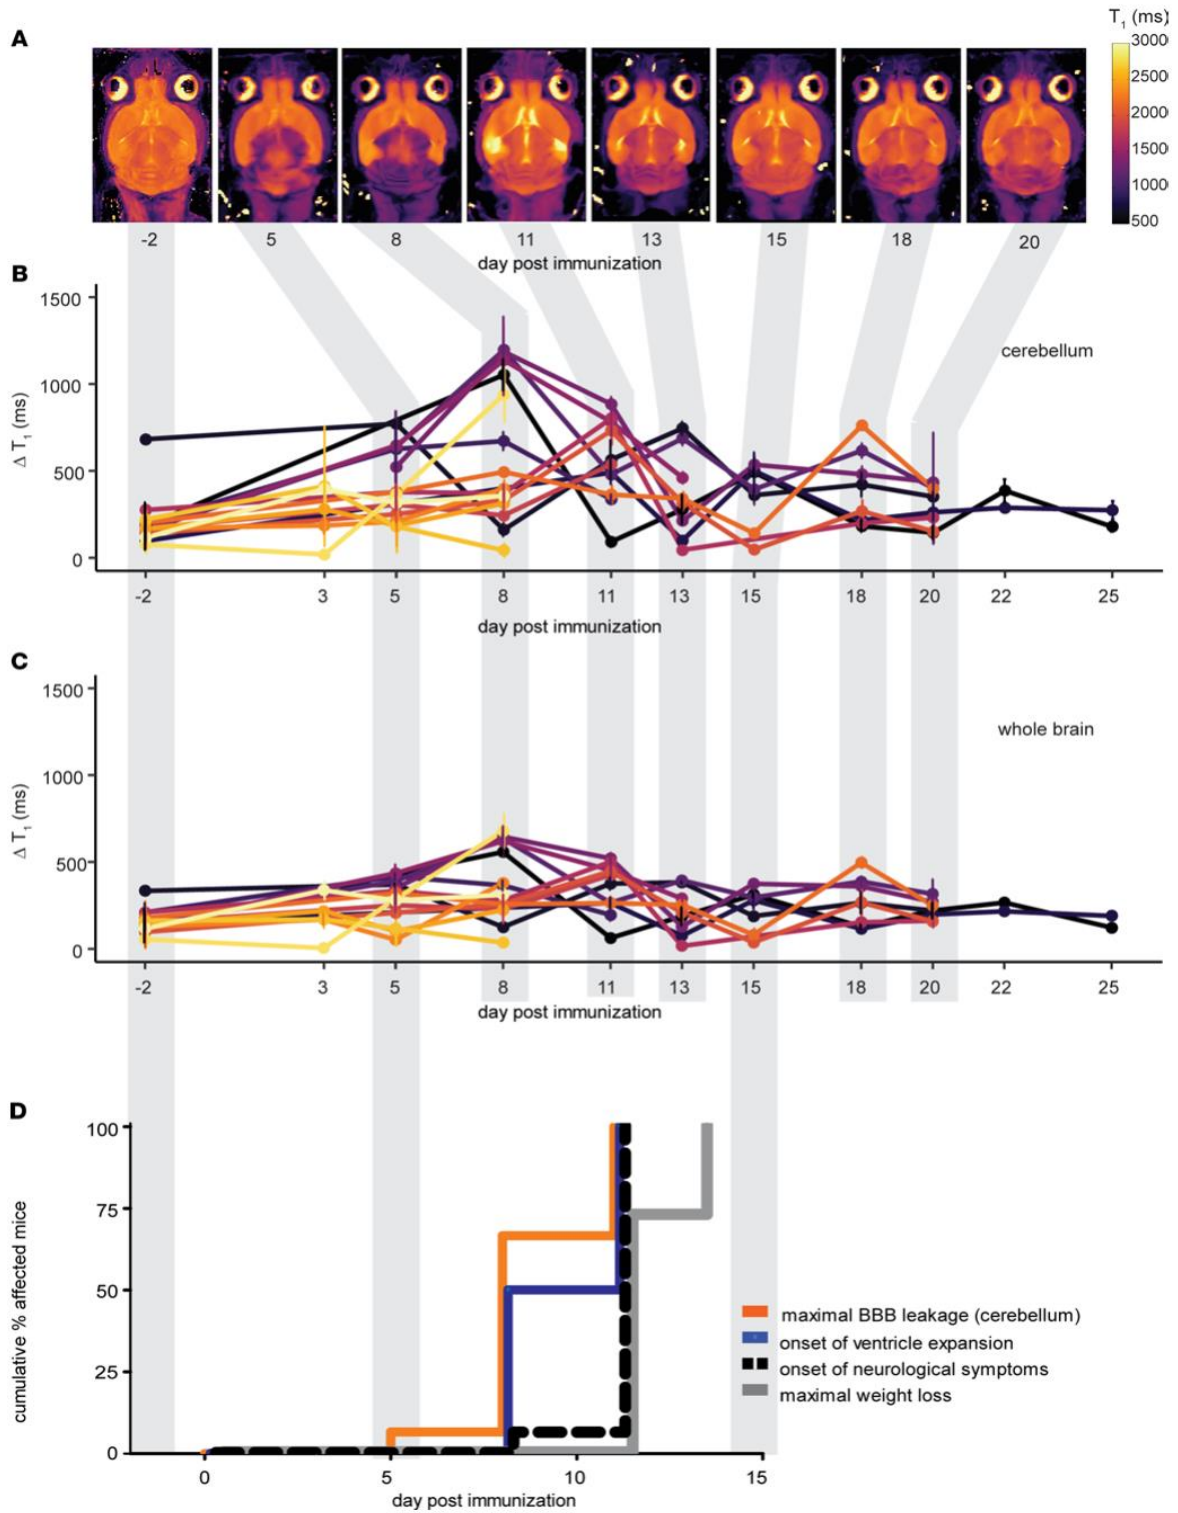 A
T1 (ms)
3000
2500
2000
1500
1000
500
-2 5 8 11 13 15 18 20
day post immunization
B
1500
cerebellum
1000
Δ T1 (ms)
500
0
-2 3 5 8 11 13 15 18 20 22 25
day post immunization
C
1500
whole brain
1000
Δ T1 (ms)
500
0
-2 3 5 8 11 13 15 18 20 22 25
day post immunization
D
100
75
cumulative % affected mice
50
maximal BBB leakage (cerebellum)
onset of ventricle expansion
25
onset of neurological symptoms
maximal weight loss
0
0 5 10 15
day post immunization